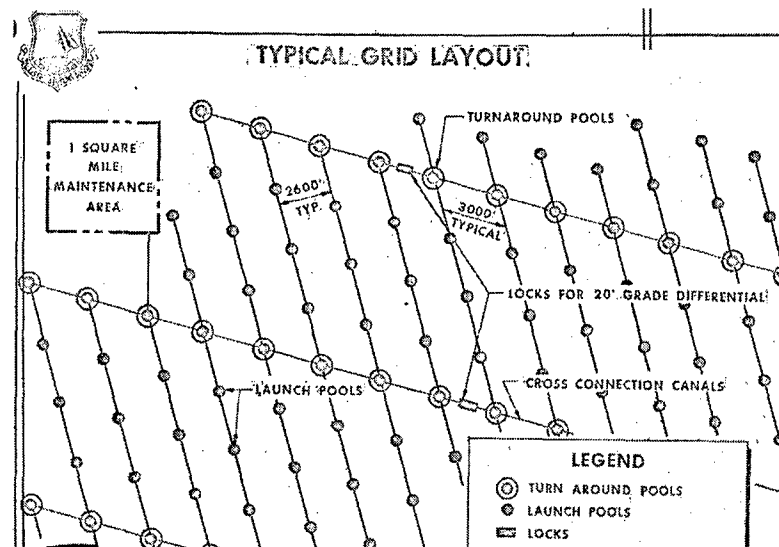 TYPICAL GRID LAYOUT
1 SQUARE
MILE
MAINTENANCE
AREA
TURNAROUND POOLS
2600'
TYP.
3000'
TYPICAL
LOCKS FOR 20' GRADE DIFFERENTIAL
LAUNCH POOLS
CROSS CONNECTION CANALS
LEGEND
TURN AROUND POOLS
LAUNCH POOLS
LOCKS